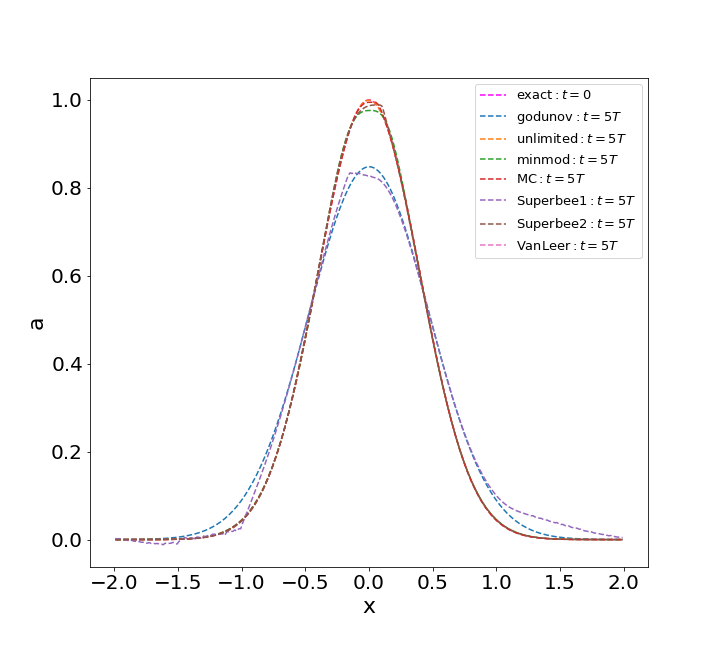 a
1.0
0.8
0.6
0.4
0.2
0.0
−2.0 −1.5 −1.0 −0.5 0.0 0.5 1.0 1.5 2.0
x
exact : t = 0
godunov : t = 5T
unlimited : t = 5T
minmod : t = 5T
MC : t = 5T
Superbee1 : t = 5T
Superbee2 : t = 5T
VanLeer : t = 5T